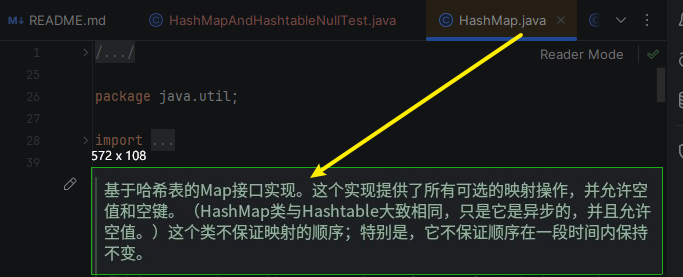 README.md
HashMapAndHashtableNullTest.java
HashMap.java
Reader Mode
1
/.../
25
26
package java.util;
27
28
import ...
39
572 x 108
基于哈希表的Map接口实现。这个实现提供了所有可选的映射操作，并允许空
值和空键。（HashMap类与Hashtable大致相同，只是它是异步的，并且允许
空值。）这个类不保证映射的顺序；特别是，它不保证顺序在一段时间内保持
不变。